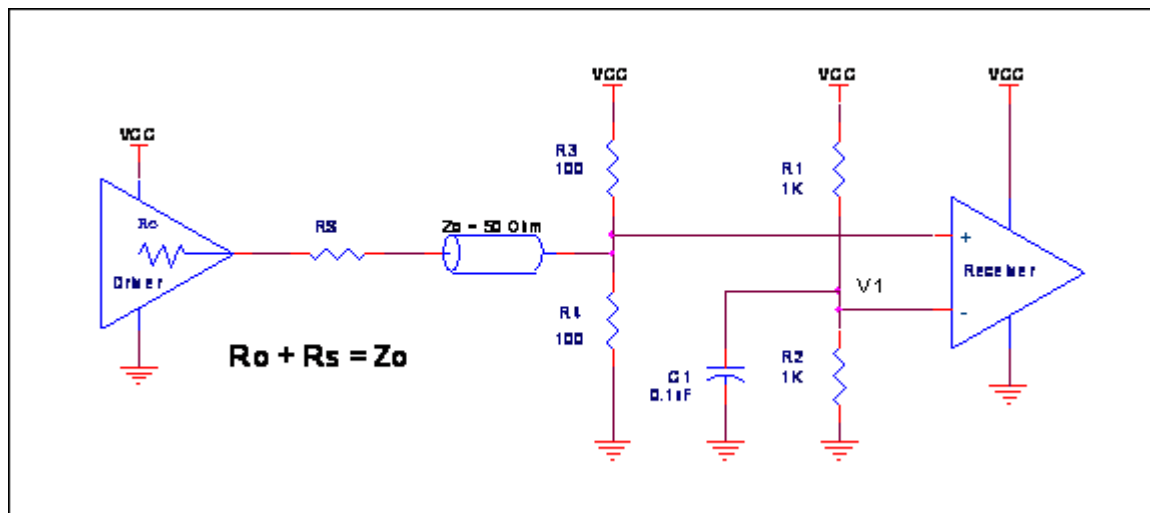 VCC
VCC
VCC
VCC
R3
100
R1
1K
Ro
RS
Zo = 50 Ohm
+
Receiver
Driver
V1
-
R4
100
Ro + Rs = Zo
R2
1K
C1
0.1uF